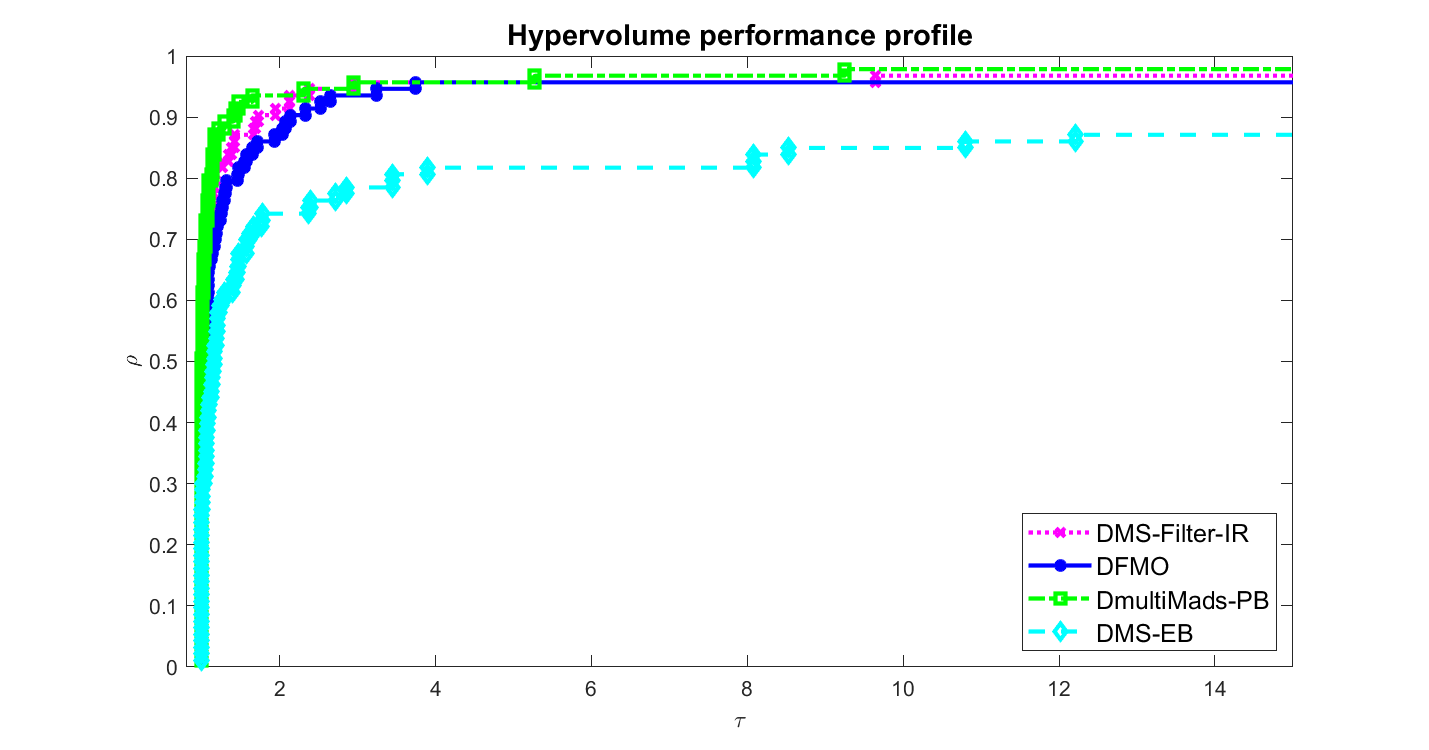 Hypervolume performance profile
1
0.9
0.8
0.7
0.6
0.5
0.4
0.3
0.2
0.1
0
ρ
2 4 6 8 10 12 14
τ
DMS-Filter-IR
DFMO
DmultiMads-PB
DMS-EB